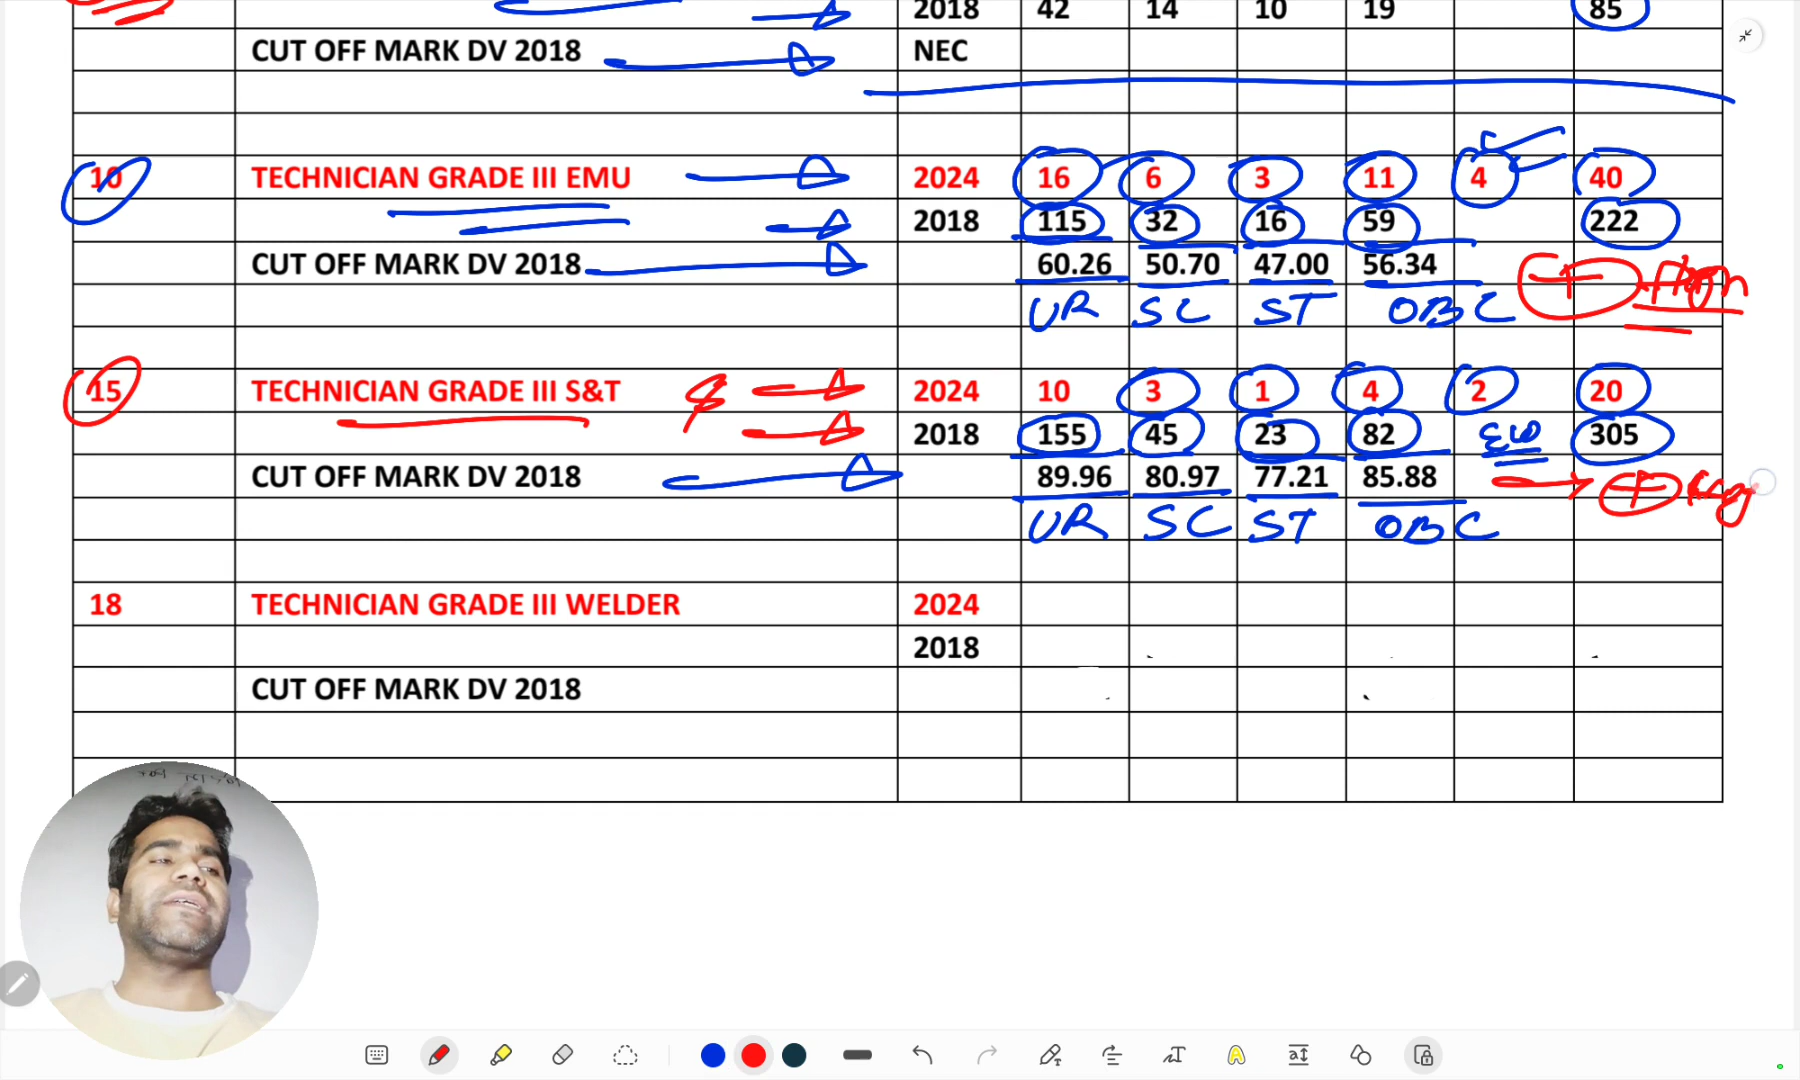 2018 42 14 10 19 85
CUT OFF MARK DV 2018 NEC
10 TECHNICIAN GRADE III EMU 2024 16 6 3 11 4 40
2018 115 32 16 59 222
CUT OFF MARK DV 2018 60.26 50.70 47.00 56.34
UR SC ST OBC +
15 TECHNICIAN GRADE III S&T 2024 10 3 1 4 2 20
2018 155 45 23 82 305
CUT OFF MARK DV 2018 89.96 80.97 77.21 85.88 +
UR SC ST OBC
18 TECHNICIAN GRADE III WELDER 2024
2018
CUT OFF MARK DV 2018